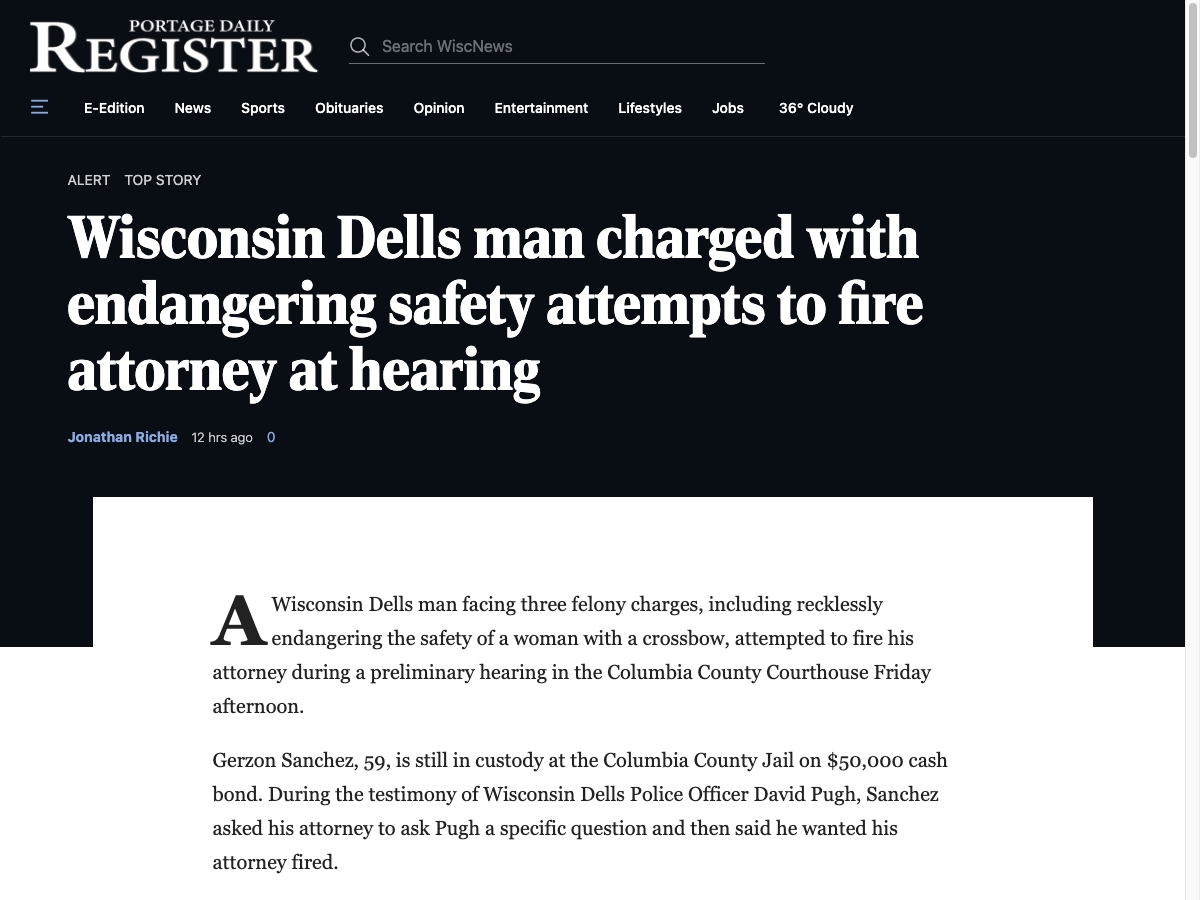 PORTAGE DAILY
REGISTER
Search WiscNews
E-Edition News Sports Obituaries Opinion Entertainment Lifestyles Jobs 36° Cloudy
ALERT TOP STORY
Wisconsin Dells man charged with
endangering safety attempts to fire
attorney at hearing
Jonathan Richie 12 hrs ago 0
A Wisconsin Dells man facing three felony charges, including recklessly
endangering the safety of a woman with a crossbow, attempted to fire his
attorney during a preliminary hearing in the Columbia County Courthouse Friday
afternoon.
Gerzon Sanchez, 59, is still in custody at the Columbia County Jail on $50,000 cash
bond. During the testimony of Wisconsin Dells Police Officer David Pugh, Sanchez
asked his attorney to ask Pugh a specific question and then said he wanted his
attorney fired.